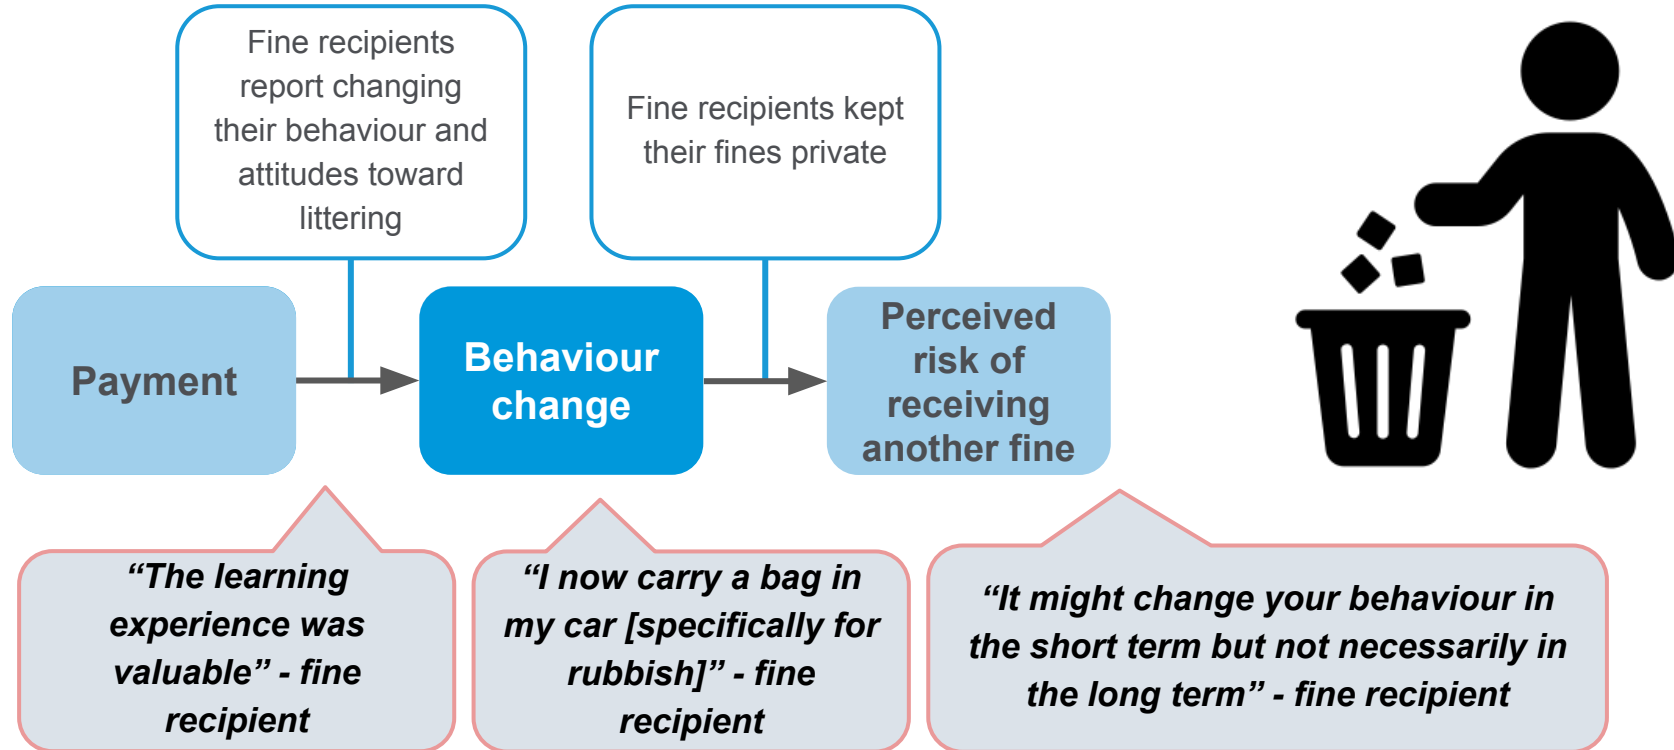 Fine recipients
report changing
their behaviour and
attitudes toward
littering
Fine recipients kept
their fines private
Payment
Behaviour
change
Perceived
risk of
receiving
another fine
“The learning
experience was
valuable” - fine
recipient
“I now carry a bag in
my car [specifically for
rubbish]” - fine
recipient
“It might change your behaviour in
the short term but not necessarily in
the long term” - fine recipient